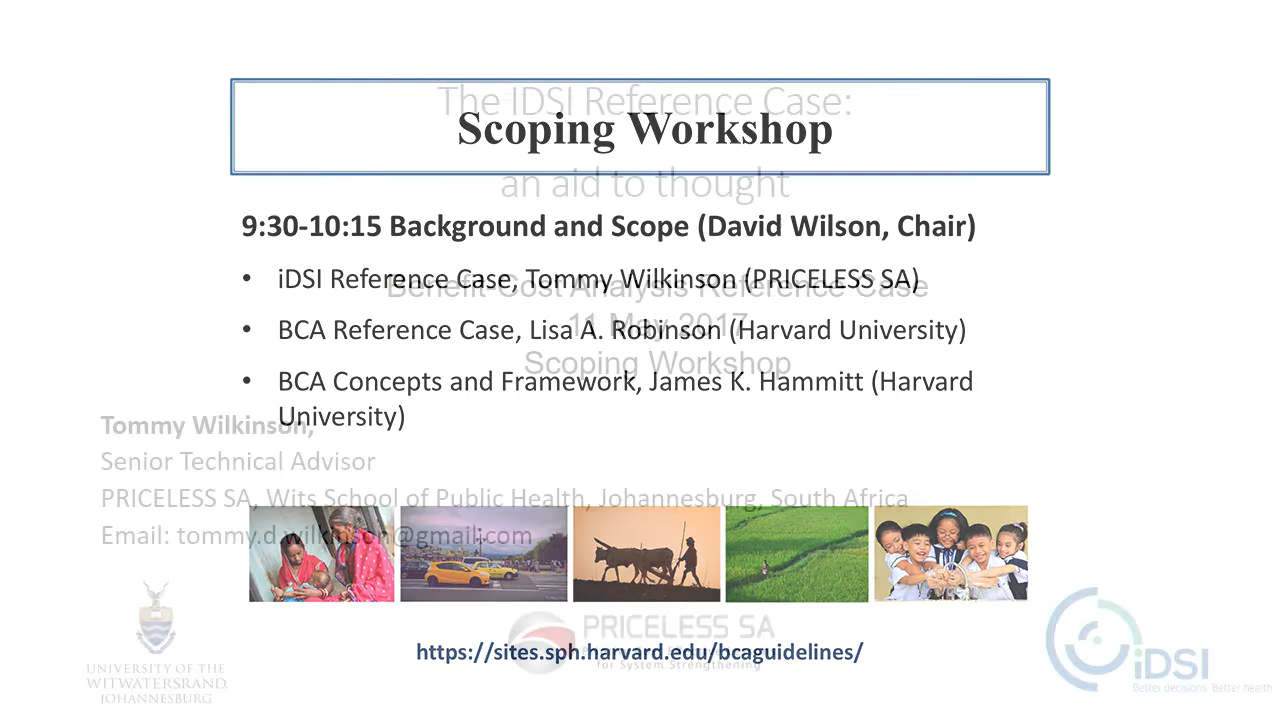 The IDSI Reference Case:
Scoping Workshop
an aid to thought
9:30-10:15 Background and Scope (David Wilson, Chair)
• iDSI Reference Case, Tommy Wilkinson (PRICELESS SA)
Benefit-Cost Analysis Reference Case
11 May 2017
• BCA Reference Case, Lisa A. Robinson (Harvard University)
Scoping Workshop
• BCA Concepts and Framework, James K. Hammitt (Harvard
University)
Tommy Wilkinson,
Senior Technical Advisor
PRICELESS SA, Wits School of Public Health, Johannesburg, South Africa
Email: tommy.d.wilkinson@gmail.com
PRICELESS SA
https://sites.sph.harvard.edu/bcaguidelines/
for System Strengthening
UNIVERSITY OF THE
WITWATERSRAND,
JOHANNESBURG
iDSI
Better decisions. Better health